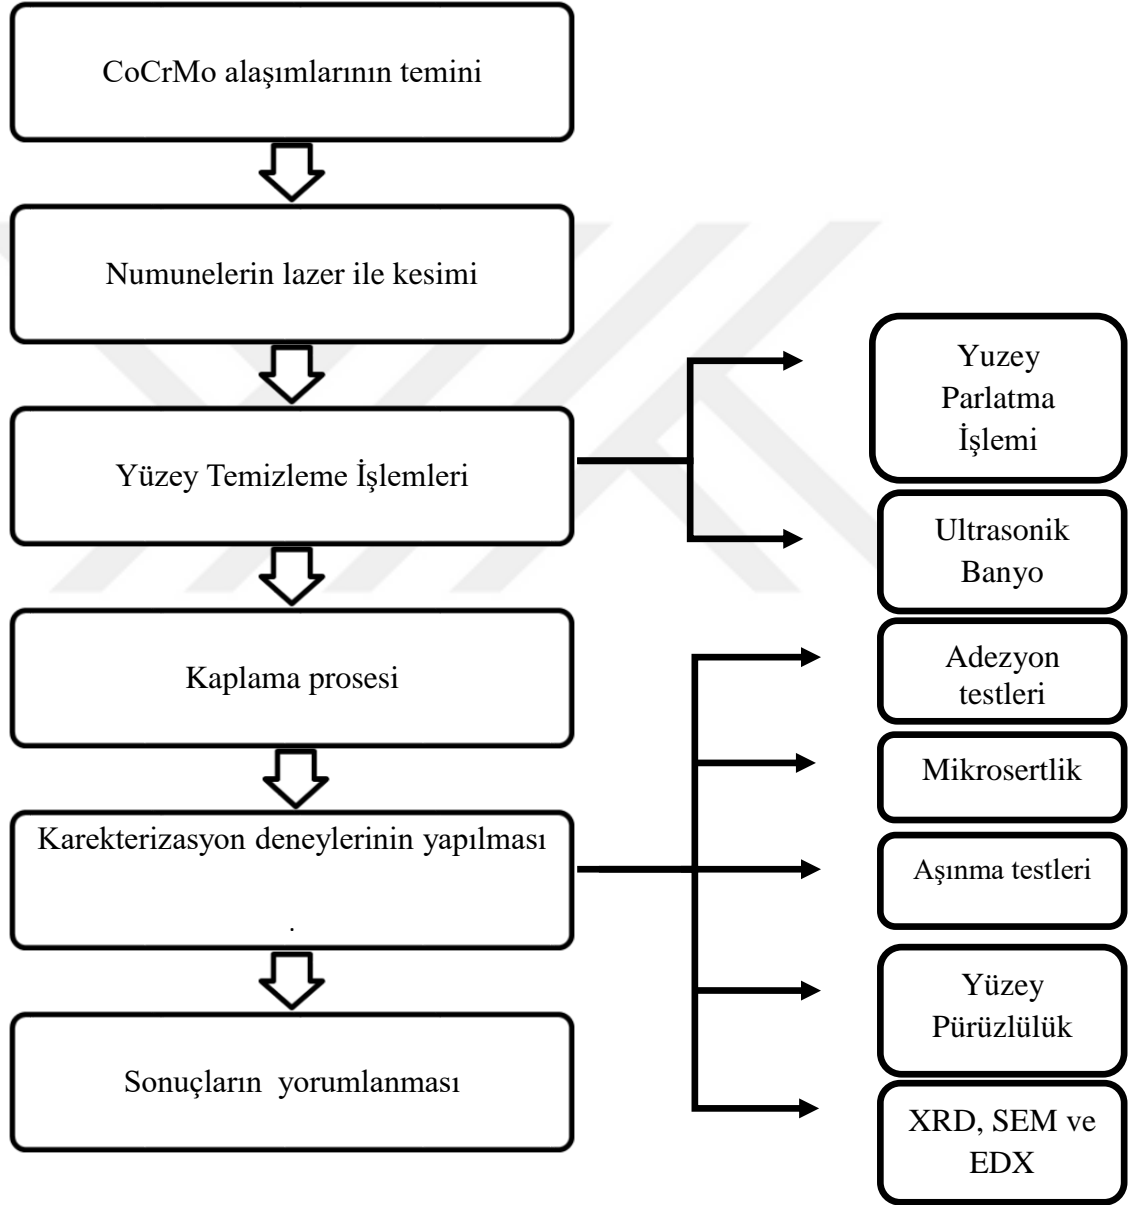 CoCrMo alaşımlarının temini
Numunelerin lazer ile kesimi
Yüzey Temizleme İşlemleri
Yuzey
Parlatma
İşlemi
Ultrasonik
Banyo
Kaplama prosesi
Karekterizasyon deneylerinin yapılması
.
Adezyon
testleri
Mikrosertlik
Aşınma testleri
Yüzey
Pürüzlülük
XRD, SEM ve
EDX
Sonuçların yorumlanması